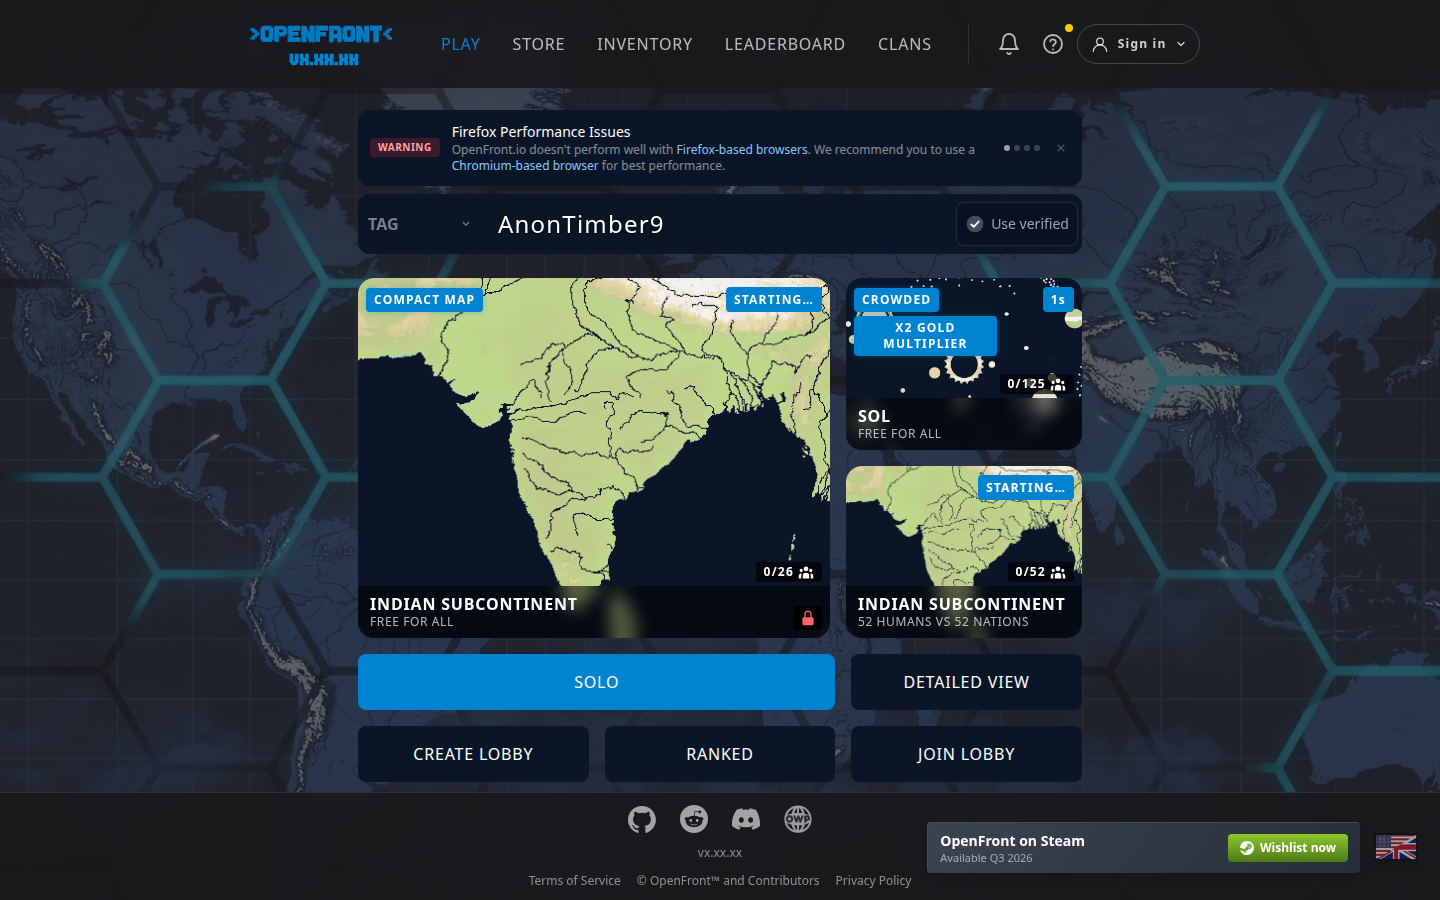 >OPENFRONT<
VX.XX.XX
PLAY
STORE
INVENTORY
LEADERBOARD
CLANS
Sign in
WARNING
Firefox Performance Issues
OpenFront.io doesn't perform well with Firefox-based browsers. We recommend you to use a
Chromium-based browser for best performance.
TAG
AnonTimber9
Use verified
COMPACT MAP
STARTING...
0/26
INDIAN SUBCONTINENT
FREE FOR ALL
CROWDED
1s
X2 GOLD
MULTIPLIER
0/125
SOL
FREE FOR ALL
STARTING...
0/52
INDIAN SUBCONTINENT
52 HUMANS VS 52 NATIONS
SOLO
DETAILED VIEW
CREATE LOBBY
RANKED
JOIN LOBBY
OWP
vx.xx.xx
Terms of Service
© OpenFront™ and Contributors
Privacy Policy
OpenFront on Steam
Available Q3 2026
Wishlist now